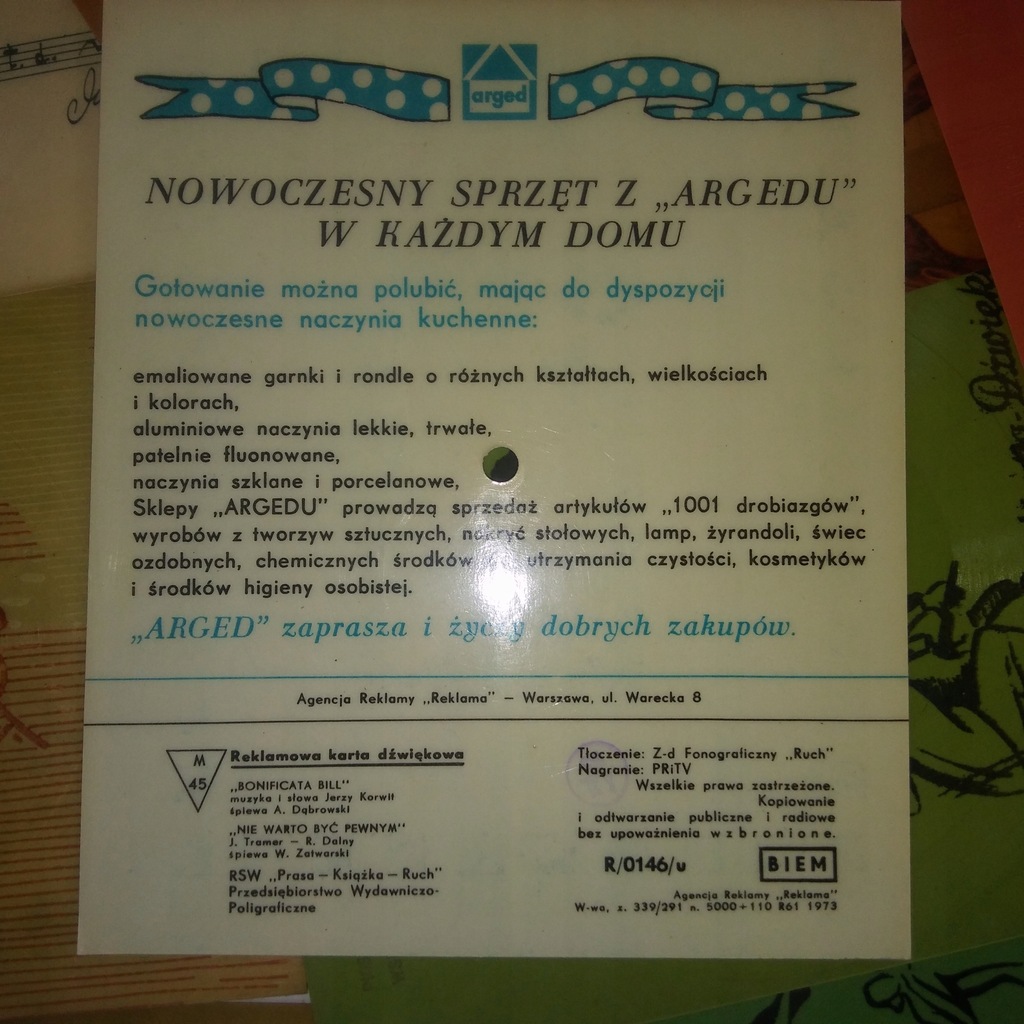 arged
NOWOCZESNY SPRZĘT Z „ARGEDU”
W KAŻDYM DOMU
Gotowanie można polubić, mając do dyspozycji
nowoczesne naczynia kuchenne:
emaliowane garnki i rondle o różnych kształtach, wielkościach
i kolorach,
aluminiowe naczynia lekkie, trwałe,
patelnie fluonowane,
naczynia szklane i porcelanowe,
Sklepy „ARGEDU” prowadzą sprzedaż artykułów „1001 drobiazgów”,
wyrobów z tworzyw sztucznych, nakryć stołowych, lamp, żyrandoli, świec
ozdobnych, chemicznych środków utrzymania czystości, kosmetyków
i środków higieny osobistej.
„ARGED” zaprasza i życzy dobrych zakupów.
Agencja Reklamy „Reklama” — Warszawa, ul. Warecka 8
M
45
Reklamowa karta dźwiękowa
„BONIFICATA BILL”
muzyka i słowa Jerzy Korwit
śpiewa A. Dąbrowski
„NIE WARTO BYĆ PEWNYM”
J. Tramer — R. Dalny
śpiewa W. Zatwarski
RSW „Prasa — Książka — Ruch”
Przedsiębiorstwo Wydawniczo-
Poligraficzne
Tłoczenie: Z-d Fonograficzny „Ruch”
Nagranie: PRiTV
Wszelkie prawa zastrzeżone.
Kopiowanie
i odtwarzanie publiczne i radiowe
bez upoważnienia wzbronione.
R/0146/u
BIEM
Agencja Reklamy „Reklama”
W-wa, z. 339/291 n. 5000+110 R61 1973